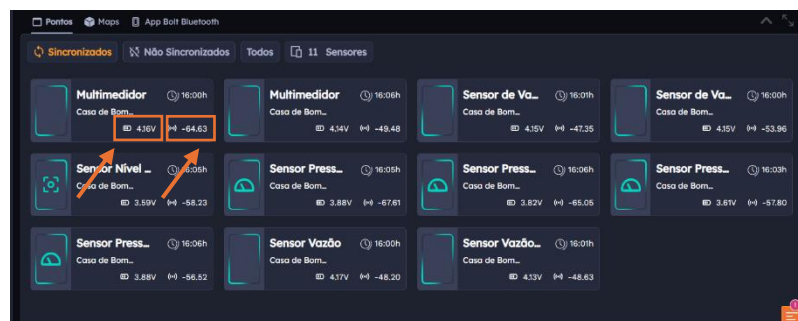 Pontos Maps App Bolt Bluetooth
Sincronizados Não Sincronizados Todos 11 Sensores
Multimedidor 16:00h
Casa de Bom...
4.16V -64.63
Multimedidor 16:06h
Casa de Bom...
4.14V -49.48
Sensor de Va... 16:01h
Casa de Bom...
4.15V -47.35
Sensor de Va... 16:00h
Casa de Bom...
4.15V -53.96
Sensor Nível ... 16:05h
Casa de Bom...
3.59V -58.23
Sensor Press... 16:05h
Casa de Bom...
3.88V -67.61
Sensor Press... 16:06h
Casa de Bom...
3.82V -65.05
Sensor Press... 16:03h
Casa de Bom...
3.61V -57.80
Sensor Press... 16:06h
Casa de Bom...
3.88V -56.52
Sensor Vazão 16:00h
Casa de Bom...
4.17V -48.20
Sensor Vazão... 16:01h
Casa de Bom...
4.13V -48.63